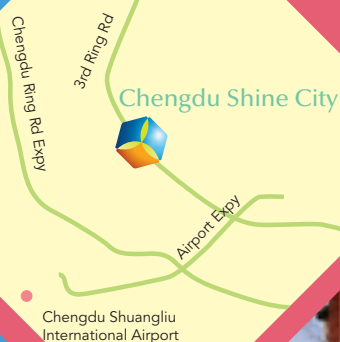 Chengdu Ring Rd Expy
3rd Ring Rd
Chengdu Shine City
Airport Expy
Chengdu Shuangliu
International Airport